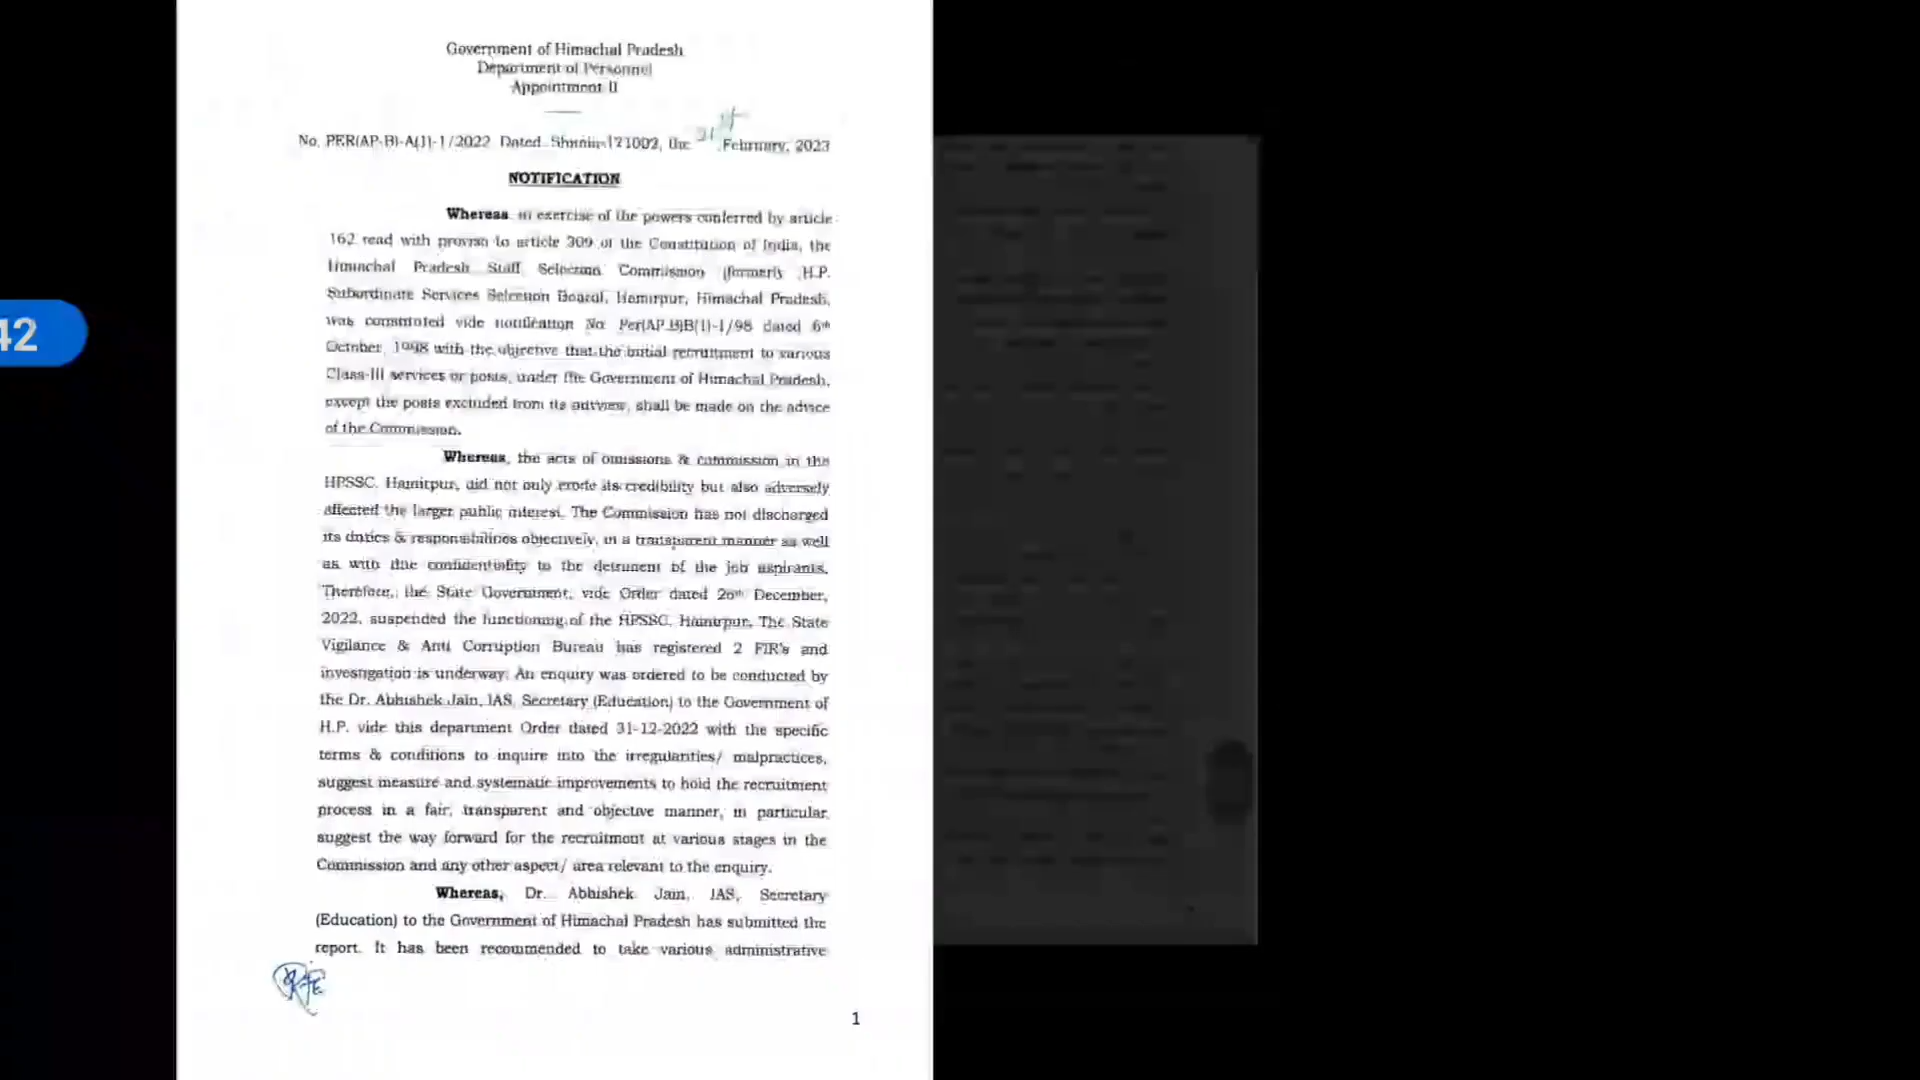 Government of Himachal Pradesh
Department of Personnel
Appointment II
No. PER(AP-B)-A(1)-1/2022 Dated Shimla-171002, the 21st February, 2023
NOTIFICATION
Whereas in exercise of the powers conferred by article
162 read with proviso to article 309 of the Constitution of India, the
Himachal Pradesh Staff Selection Commission (formerly H.P.
Subordinate Services Selection Board, Hamirpur, Himachal Pradesh,
was constituted vide notification No. Per(AP-B)B(1)-1/98 dated 6th
October, 1998 with the objective that the initial recruitment to various
Class-III services or posts, under the Government of Himachal Pradesh,
except the posts excluded from its purview, shall be made on the advice
of the Commission.
Whereas, the acts of omissions & commission in the
HPSSC, Hamirpur, did not only erode its credibility but also adversely
affected the larger public interest. The Commission has not discharged
its duties & responsibilities objectively, in a transparent manner as well
as with due confidentiality to the detriment of the job aspirants.
Therefore, the State Government, vide Order dated 26th December,
2022, suspended the functioning of the HPSSC, Hamirpur. The State
Vigilance & Anti Corruption Bureau has registered 2 FIR's and
investigation is underway. An enquiry was ordered to be conducted by
the Dr. Abhishek Jain, IAS, Secretary (Education) to the Government of
H.P. vide this department Order dated 31-12-2022 with the specific
terms & conditions to inquire into the irregularities/ malpractices,
suggest measure and systematic improvements to hold the recruitment
process in a fair, transparent and objective manner, in particular
suggest the way forward for the recruitment at various stages in the
Commission and any other aspect/ area relevant to the enquiry.
Whereas, Dr. Abhishek Jain, IAS, Secretary
(Education) to the Government of Himachal Pradesh has submitted the
report. It has been recommended to take various administrative
1
42